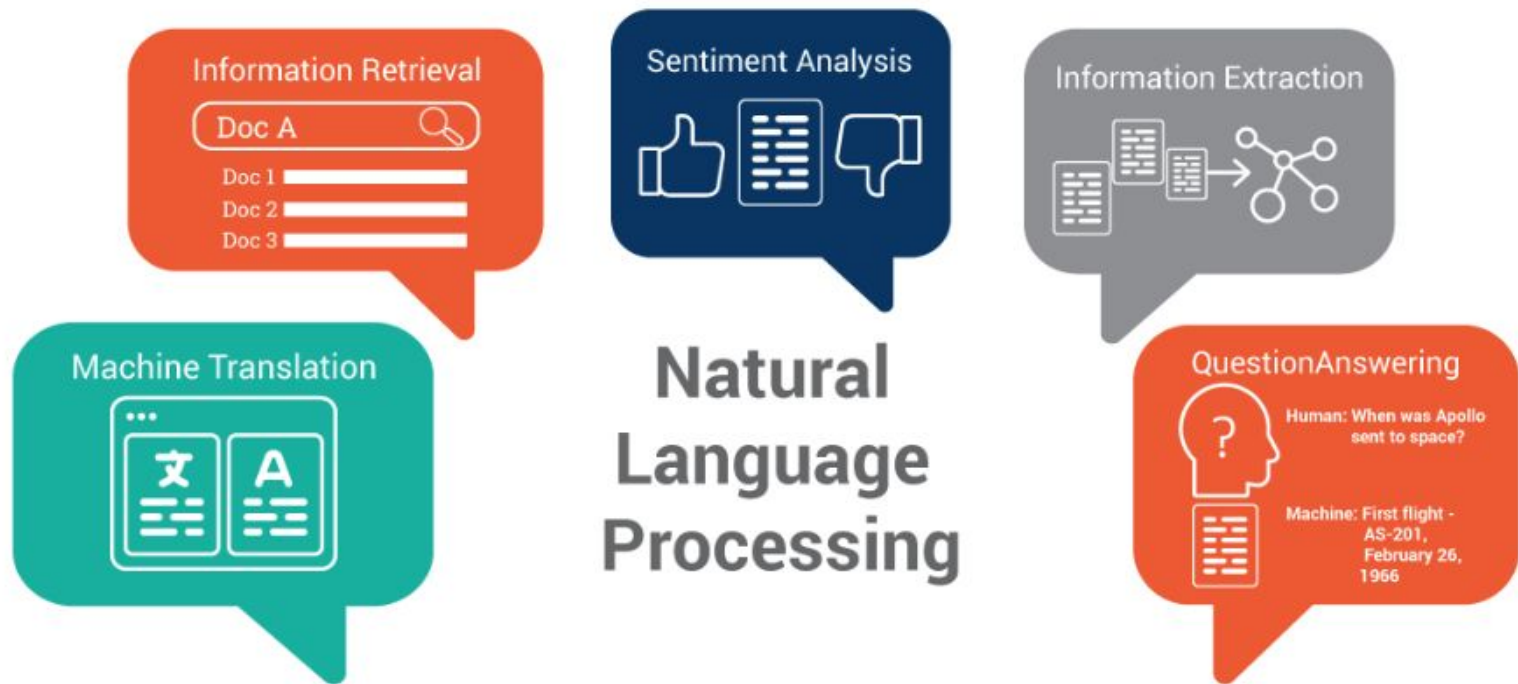 Information Retrieval
Doc A
Doc 1
Doc 2
Doc 3
Sentiment Analysis
Information Extraction
Machine Translation
文 A
Natural
Language
Processing
QuestionAnswering
?
Human: When was Apollo
sent to space?
Machine: First flight -
AS-201,
February 26,
1966